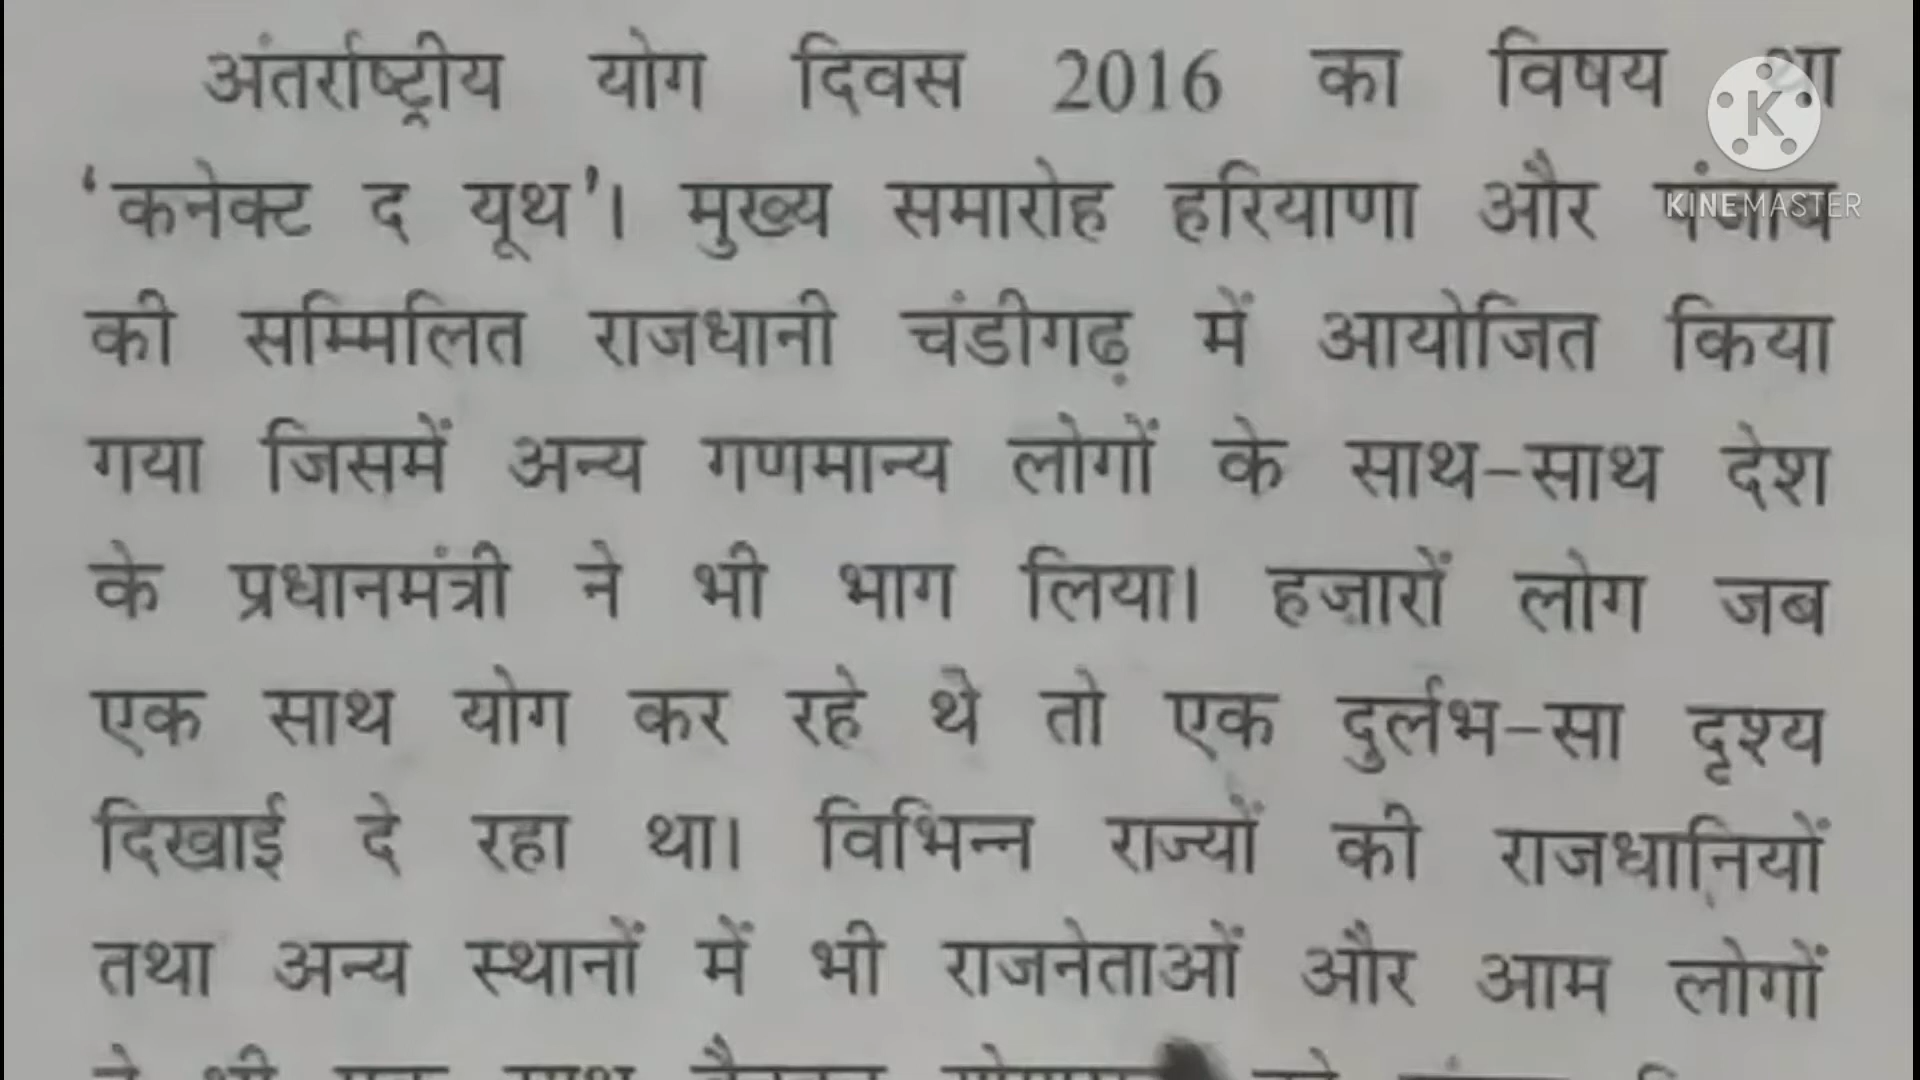 अंतर्राष्ट्रीय योग दिवस 2016 का विषय था
‘कनेक्ट द यूथ’। मुख्य समारोह हरियाणा और पंजाब
की सम्मिलित राजधानी चंडीगढ़ में आयोजित किया
गया जिसमें अन्य गणमान्य लोगों के साथ-साथ देश
के प्रधानमंत्री ने भी भाग लिया। हज़ारों लोग जब
एक साथ योग कर रहे थे तो एक दुर्लभ-सा दृश्य
दिखाई दे रहा था। विभिन्न राज्यों की राजधानियों
तथा अन्य स्थानों में भी राजनेताओं और आम लोगों
K
KINEMASTER